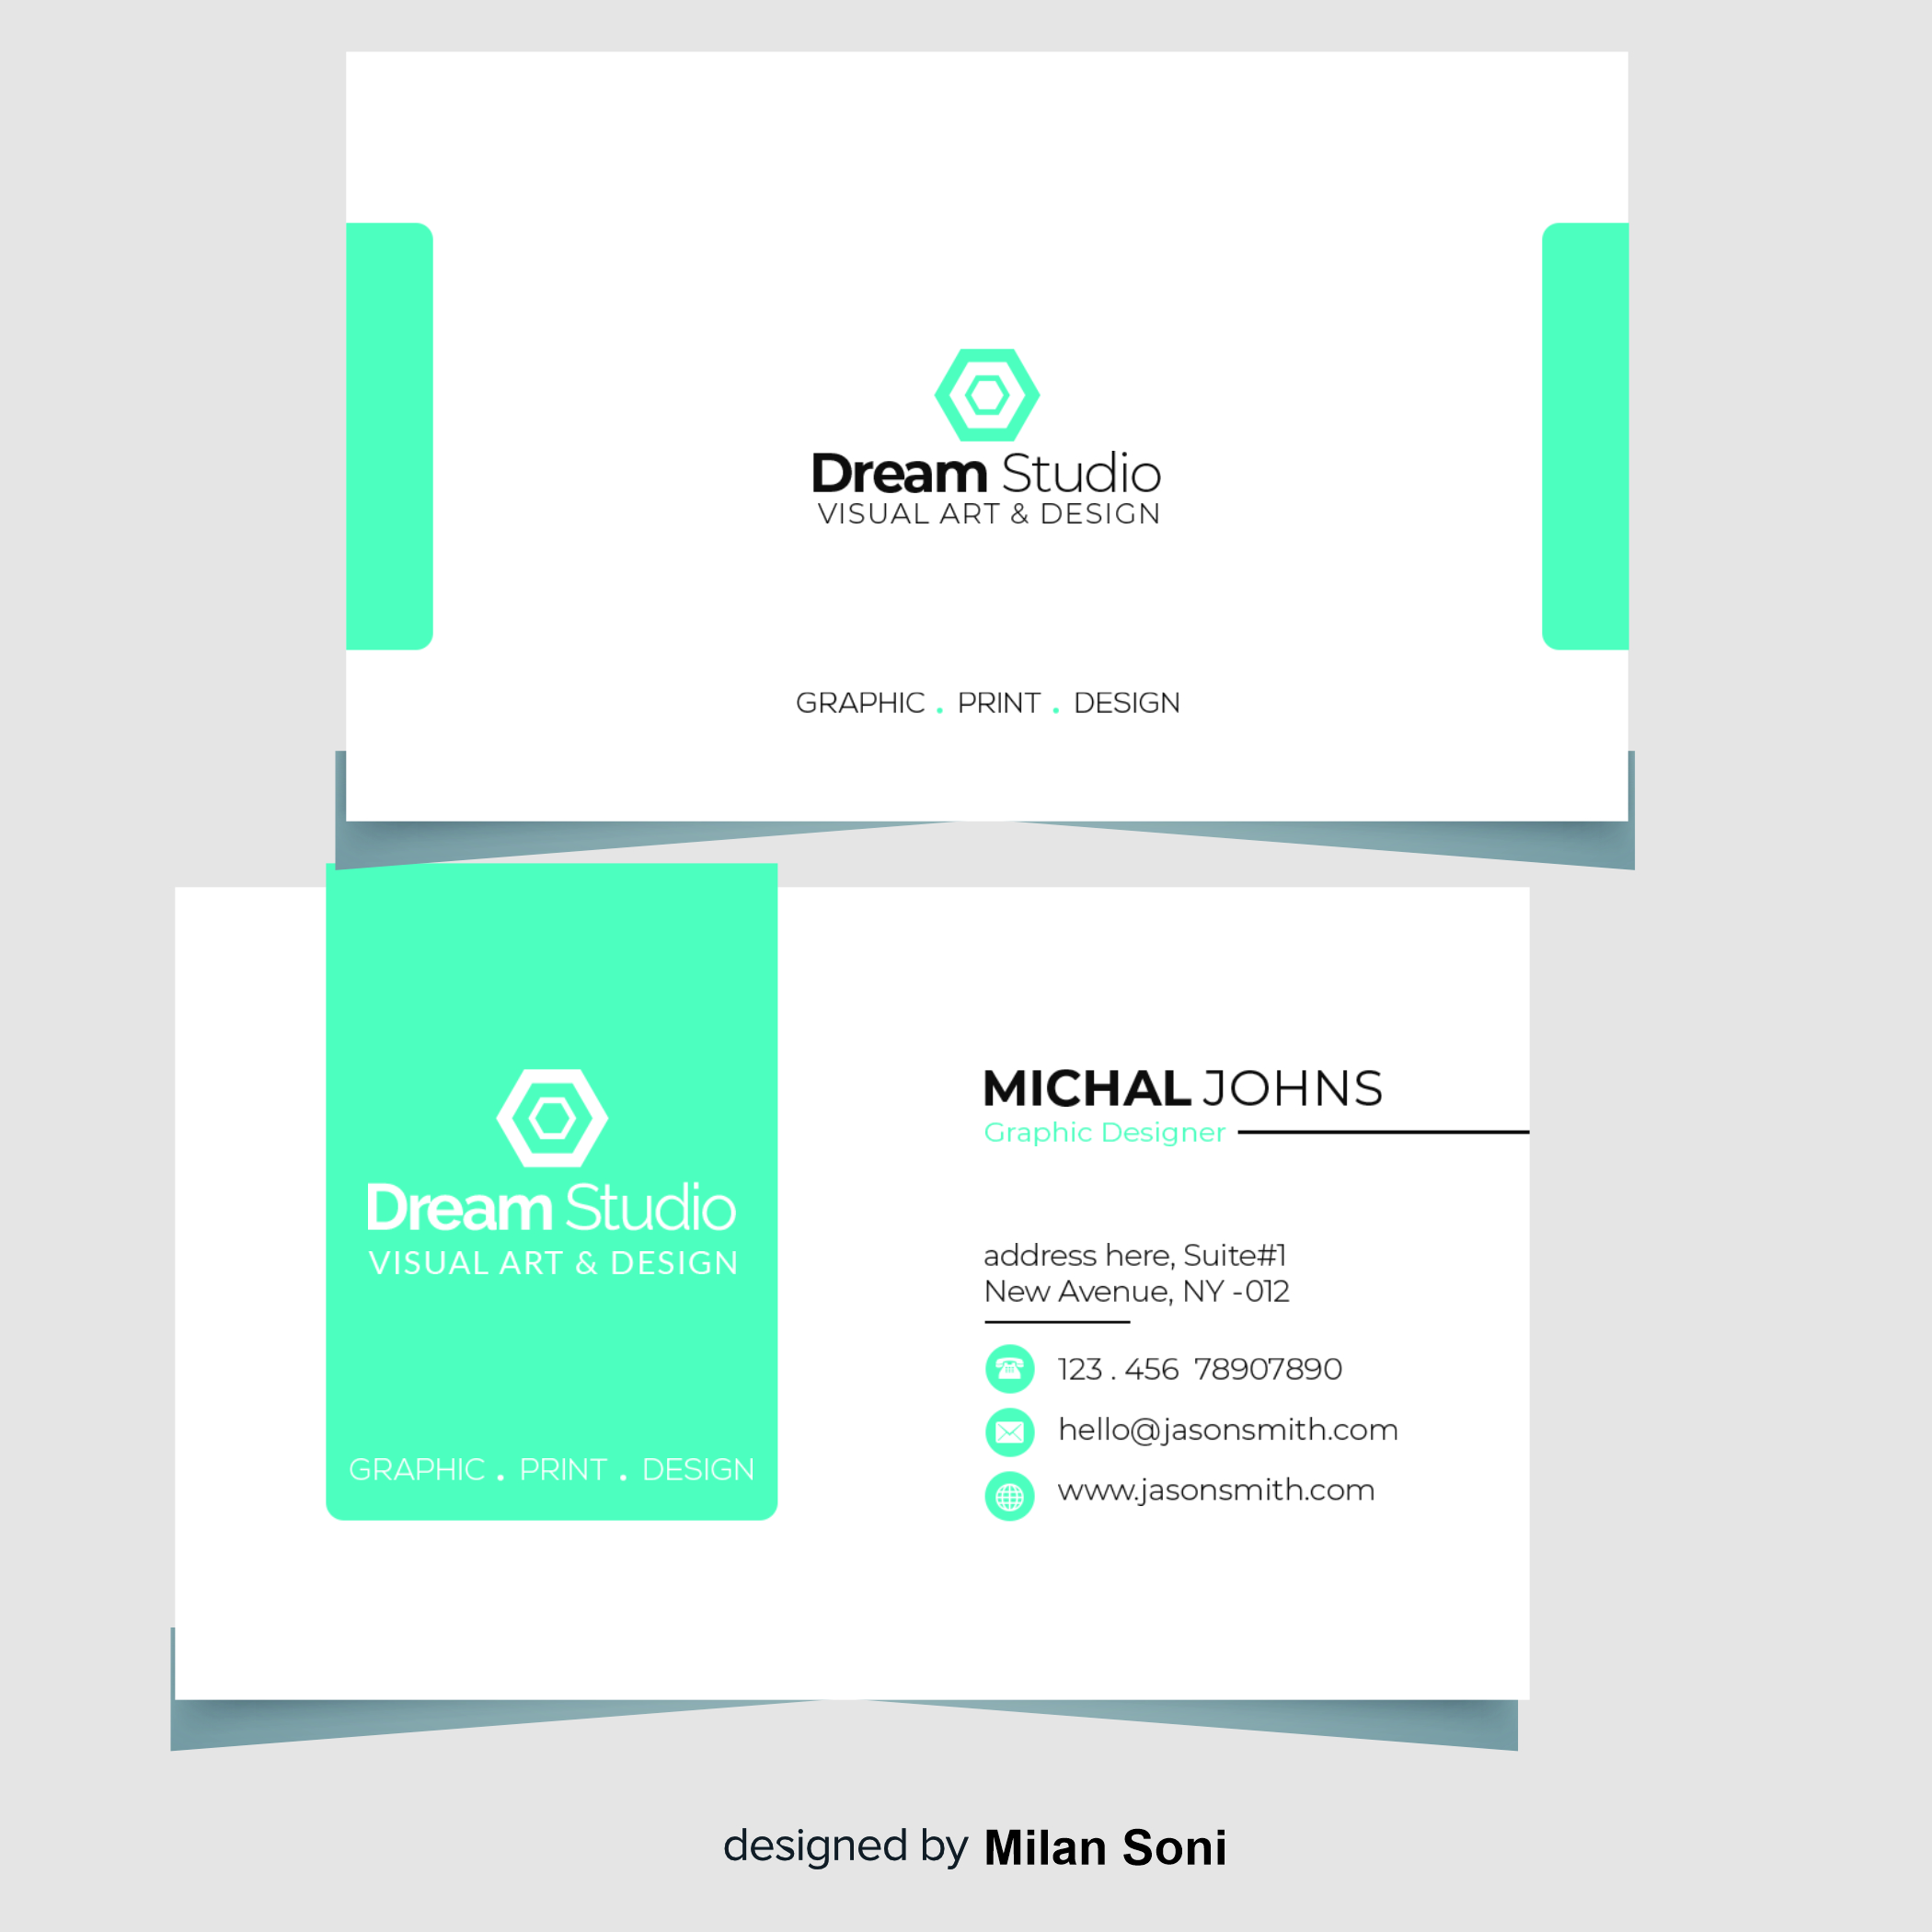 Dream Studio
VISUAL ART & DESIGN
GRAPHIC . PRINT . DESIGN
Dream Studio
VISUAL ART & DESIGN
GRAPHIC . PRINT . DESIGN
MICHAL JOHNS
Graphic Designer
address here, Suite#1
New Avenue, NY -012
123 . 456 78907890
hello@jasonsmith.com
www.jasonsmith.com
designed by Milan Soni